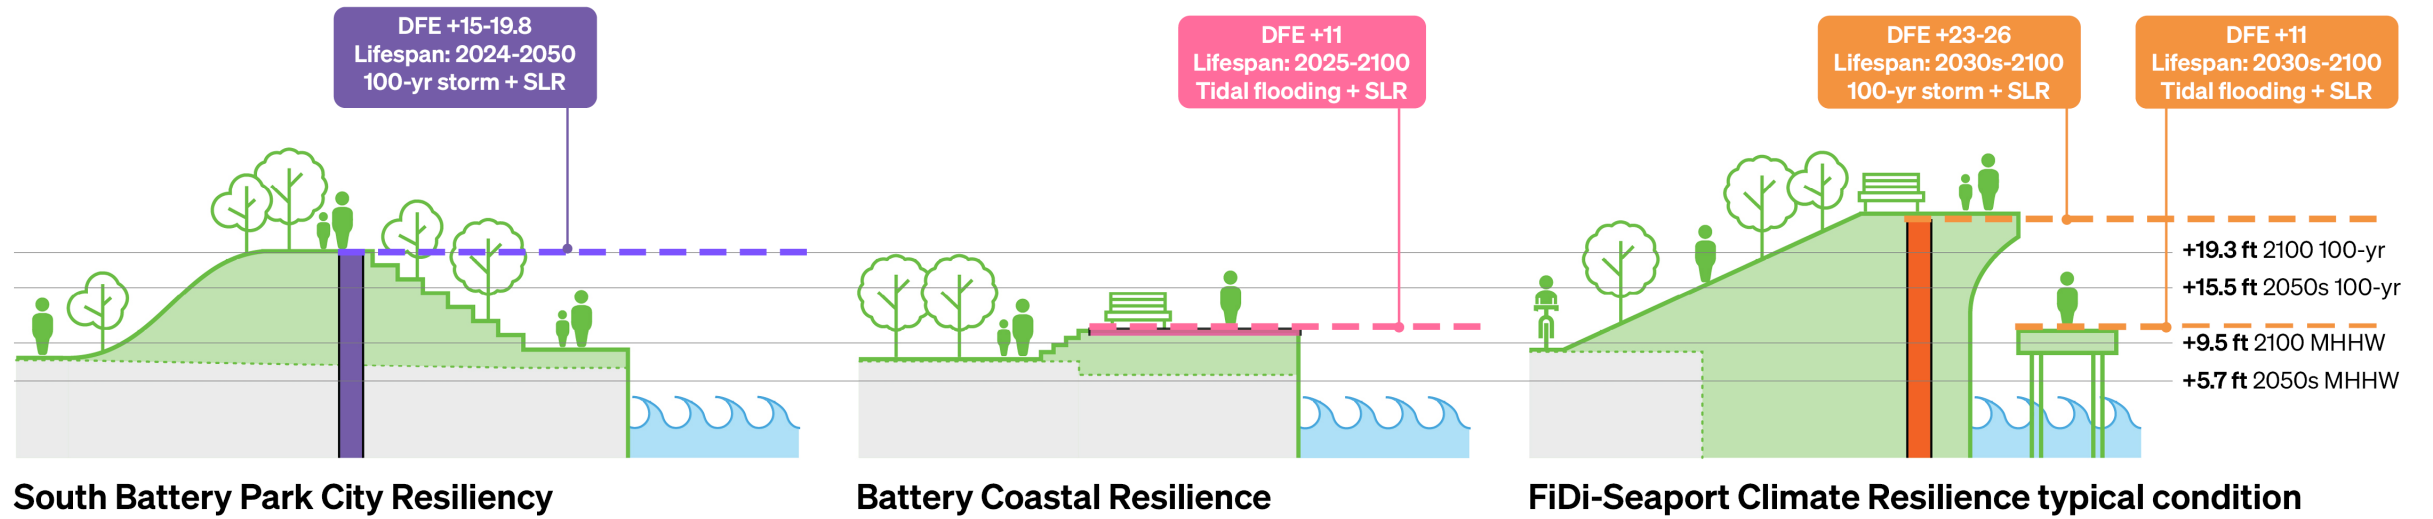 DFE +15-19.8
Lifespan: 2024-2050
100-yr storm + SLR
DFE +11
Lifespan: 2025-2100
Tidal flooding + SLR
DFE +23-26
Lifespan: 2030s-2100
100-yr storm + SLR
DFE +11
Lifespan: 2030s-2100
Tidal flooding + SLR
+19.3 ft 2100 100-yr
+15.5 ft 2050s 100-yr
+9.5 ft 2100 MHHW
+5.7 ft 2050s MHHW
South Battery Park City Resiliency
Battery Coastal Resilience
FiDi-Seaport Climate Resilience typical condition